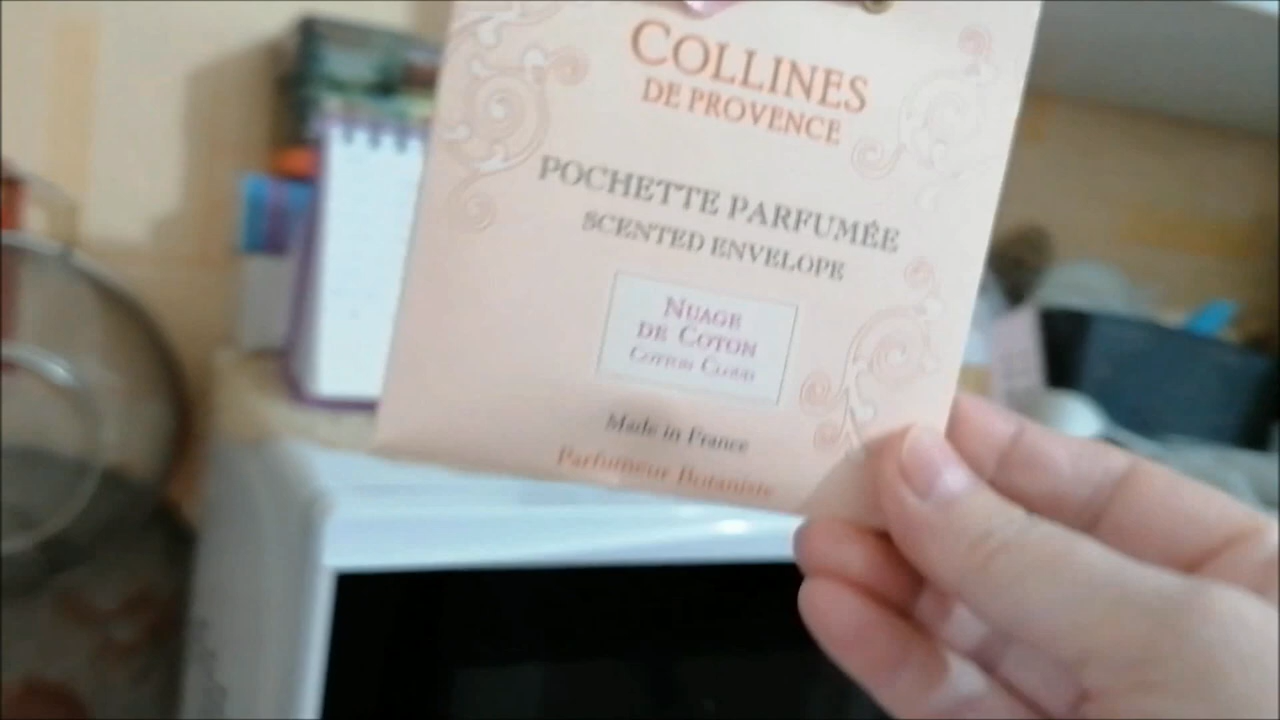 COLLINES
DE PROVENCE
POCHETTE PARFUMÉE
SCENTED ENVELOPE
NUAGE
DE COTON
COTTON CLOUD
Made in France
Parfumeur Botaniste